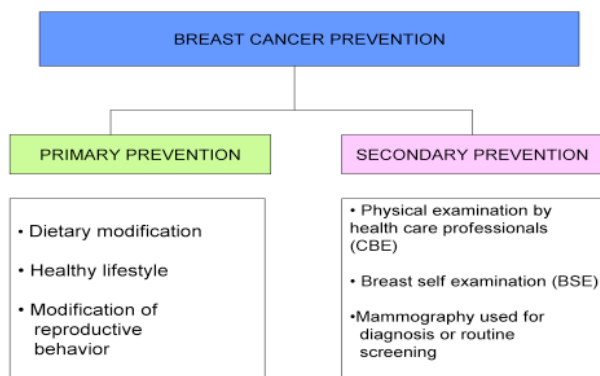 BREAST CANCER PREVENTION
PRIMARY PREVENTION
• Dietary modification
• Healthy lifestyle
• Modification of
reproductive
behavior
SECONDARY PREVENTION
• Physical examination by
health care professionals
(CBE)
• Breast self examination (BSE)
•Mammography used for
diagnosis or routine
screening